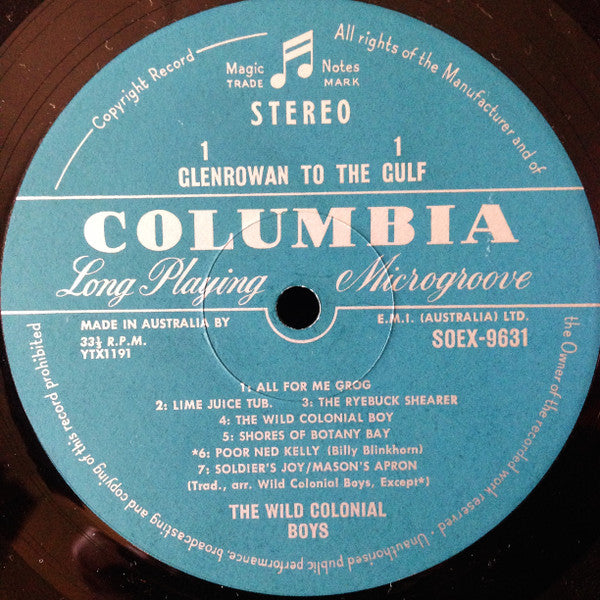 Copyright Record
All rights of the Manufacturer and of
the Owner of the recorded work reserved · Unauthorised public performance, broadcasting and copying of this record prohibited
Magic Notes
TRADE MARK
STEREO
1 1
GLENROWAN TO THE GULF
COLUMBIA
Long Playing Microgroove
MADE IN AUSTRALIA BY E.M.I. (AUSTRALIA) LTD.
33⅓ R.P.M. SOEX-9631
YTX1191
1: ALL FOR ME GROG
2: LIME JUICE TUB. 3: THE RYEBUCK SHEARER
4: THE WILD COLONIAL BOY
5: SHORES OF BOTANY BAY
*6: POOR NED KELLY (Billy Blinkhorn)
7: SOLDIER'S JOY/MASON'S APRON
(Trad., arr. Wild Colonial Boys, Except*)
THE WILD COLONIAL
BOYS